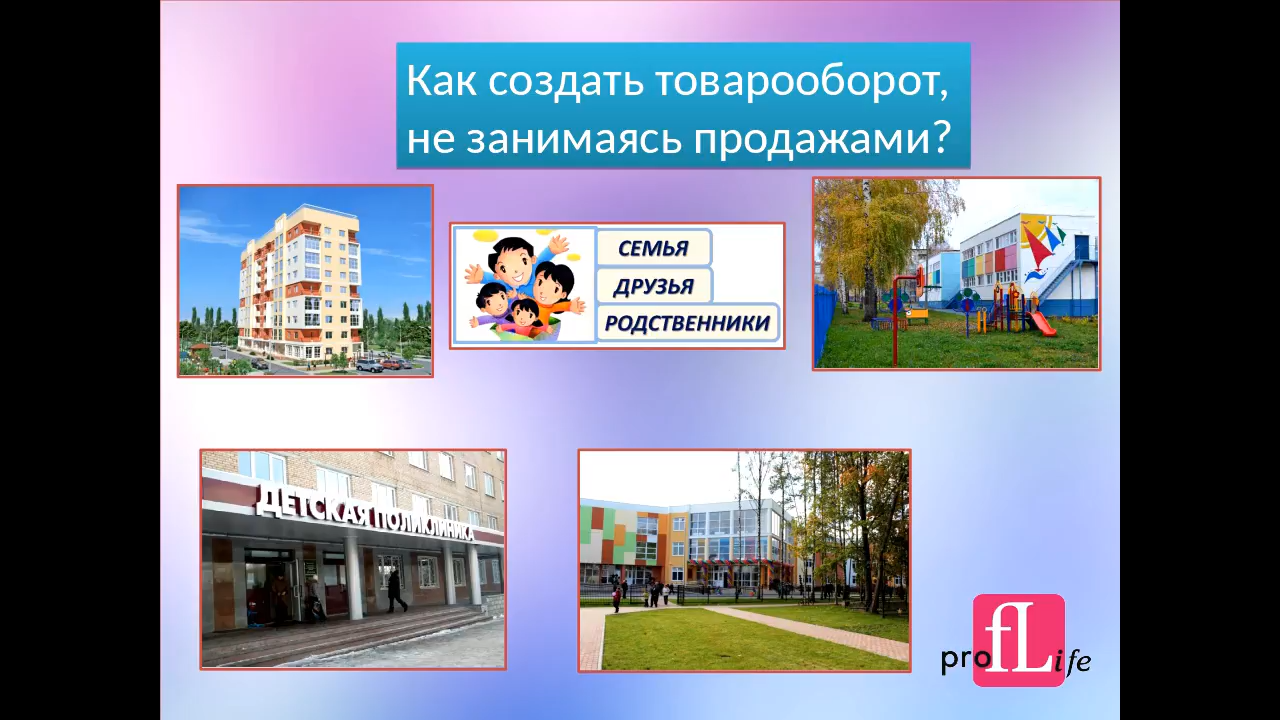 Как создать товарооборот,
не занимаясь продажами?
СЕМЬЯ
ДРУЗЬЯ
РОДСТВЕННИКИ
ДЕТСКАЯ ПОЛИКЛИНИКА
profLife